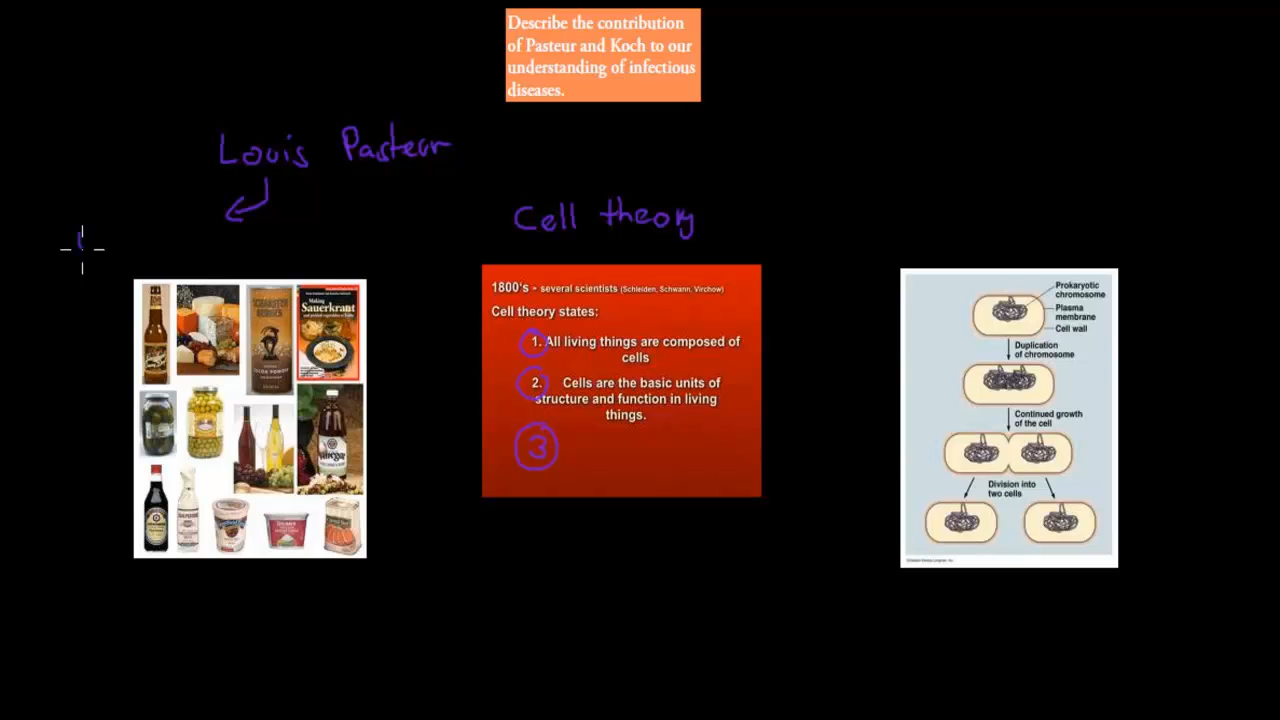 Describe the contribution
of Pasteur and Koch to our
understanding of infectious
diseases.
Louis Pasteur
Cell theory
Making
Sauerkraut
1800's - several scientists (Schleiden, Schwann, Virchow)
Cell theory states:
1. All living things are composed of
cells
2. Cells are the basic units of
structure and function in living
things.
3
Prokaryotic
chromosome
Plasma
membrane
Cell wall
Duplication
of chromosome
Continued growth
of the cell
Division into
two cells